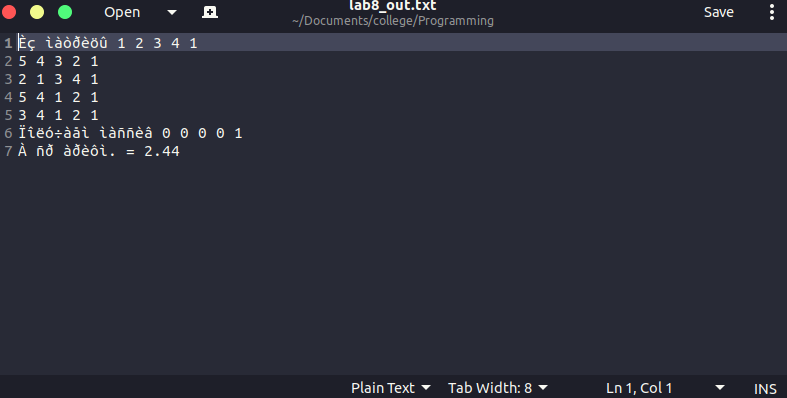 lab8_out.txt
Open
~/Documents/college/Programming
Save
1 Èç ìàòðèöû 1 2 3 4 1
2 5 4 3 2 1
3 2 1 3 4 1
4 5 4 1 2 1
5 3 4 1 2 1
6 Ïîëó÷àåì ìàññèâ 0 0 0 0 1
7 À ñð àðèôì. = 2.44
Plain Text Tab Width: 8 Ln 1, Col 1 INS